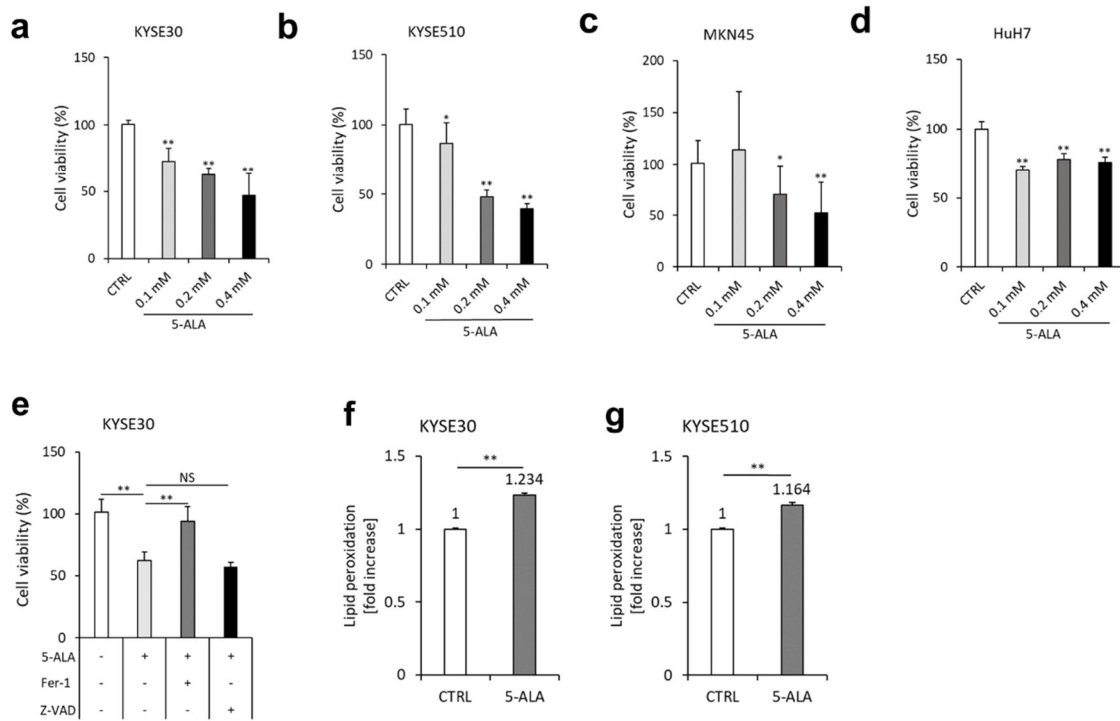 a
KYSE30
Cell viability (%)
150
100
50
0
**
**
**
CTRL
0.1 mM
0.2 mM
0.4 mM
5-ALA
b
KYSE510
Cell viability (%)
150
100
50
0
*
**
**
CTRL
0.1 mM
0.2 mM
0.4 mM
5-ALA
c
MKN45
Cell viability (%)
200
150
100
50
0
*
**
CTRL
0.1 mM
0.2 mM
0.4 mM
5-ALA
d
HuH7
Cell viability (%)
150
100
50
0
**
**
**
CTRL
0.1 mM
0.2 mM
0.4 mM
5-ALA
e
KYSE30
Cell viability (%)
150
100
50
0
NS
**
**
5-ALA - + + +
Fer-1 - - + -
Z-VAD - - - +
f
KYSE30
Lipid peroxidation
[fold increase]
1.5
1
0.5
0
**
1
1.234
CTRL
5-ALA
g
KYSE510
Lipid peroxidation
[fold increase]
1.5
1
0.5
0
**
1
1.164
CTRL
5-ALA